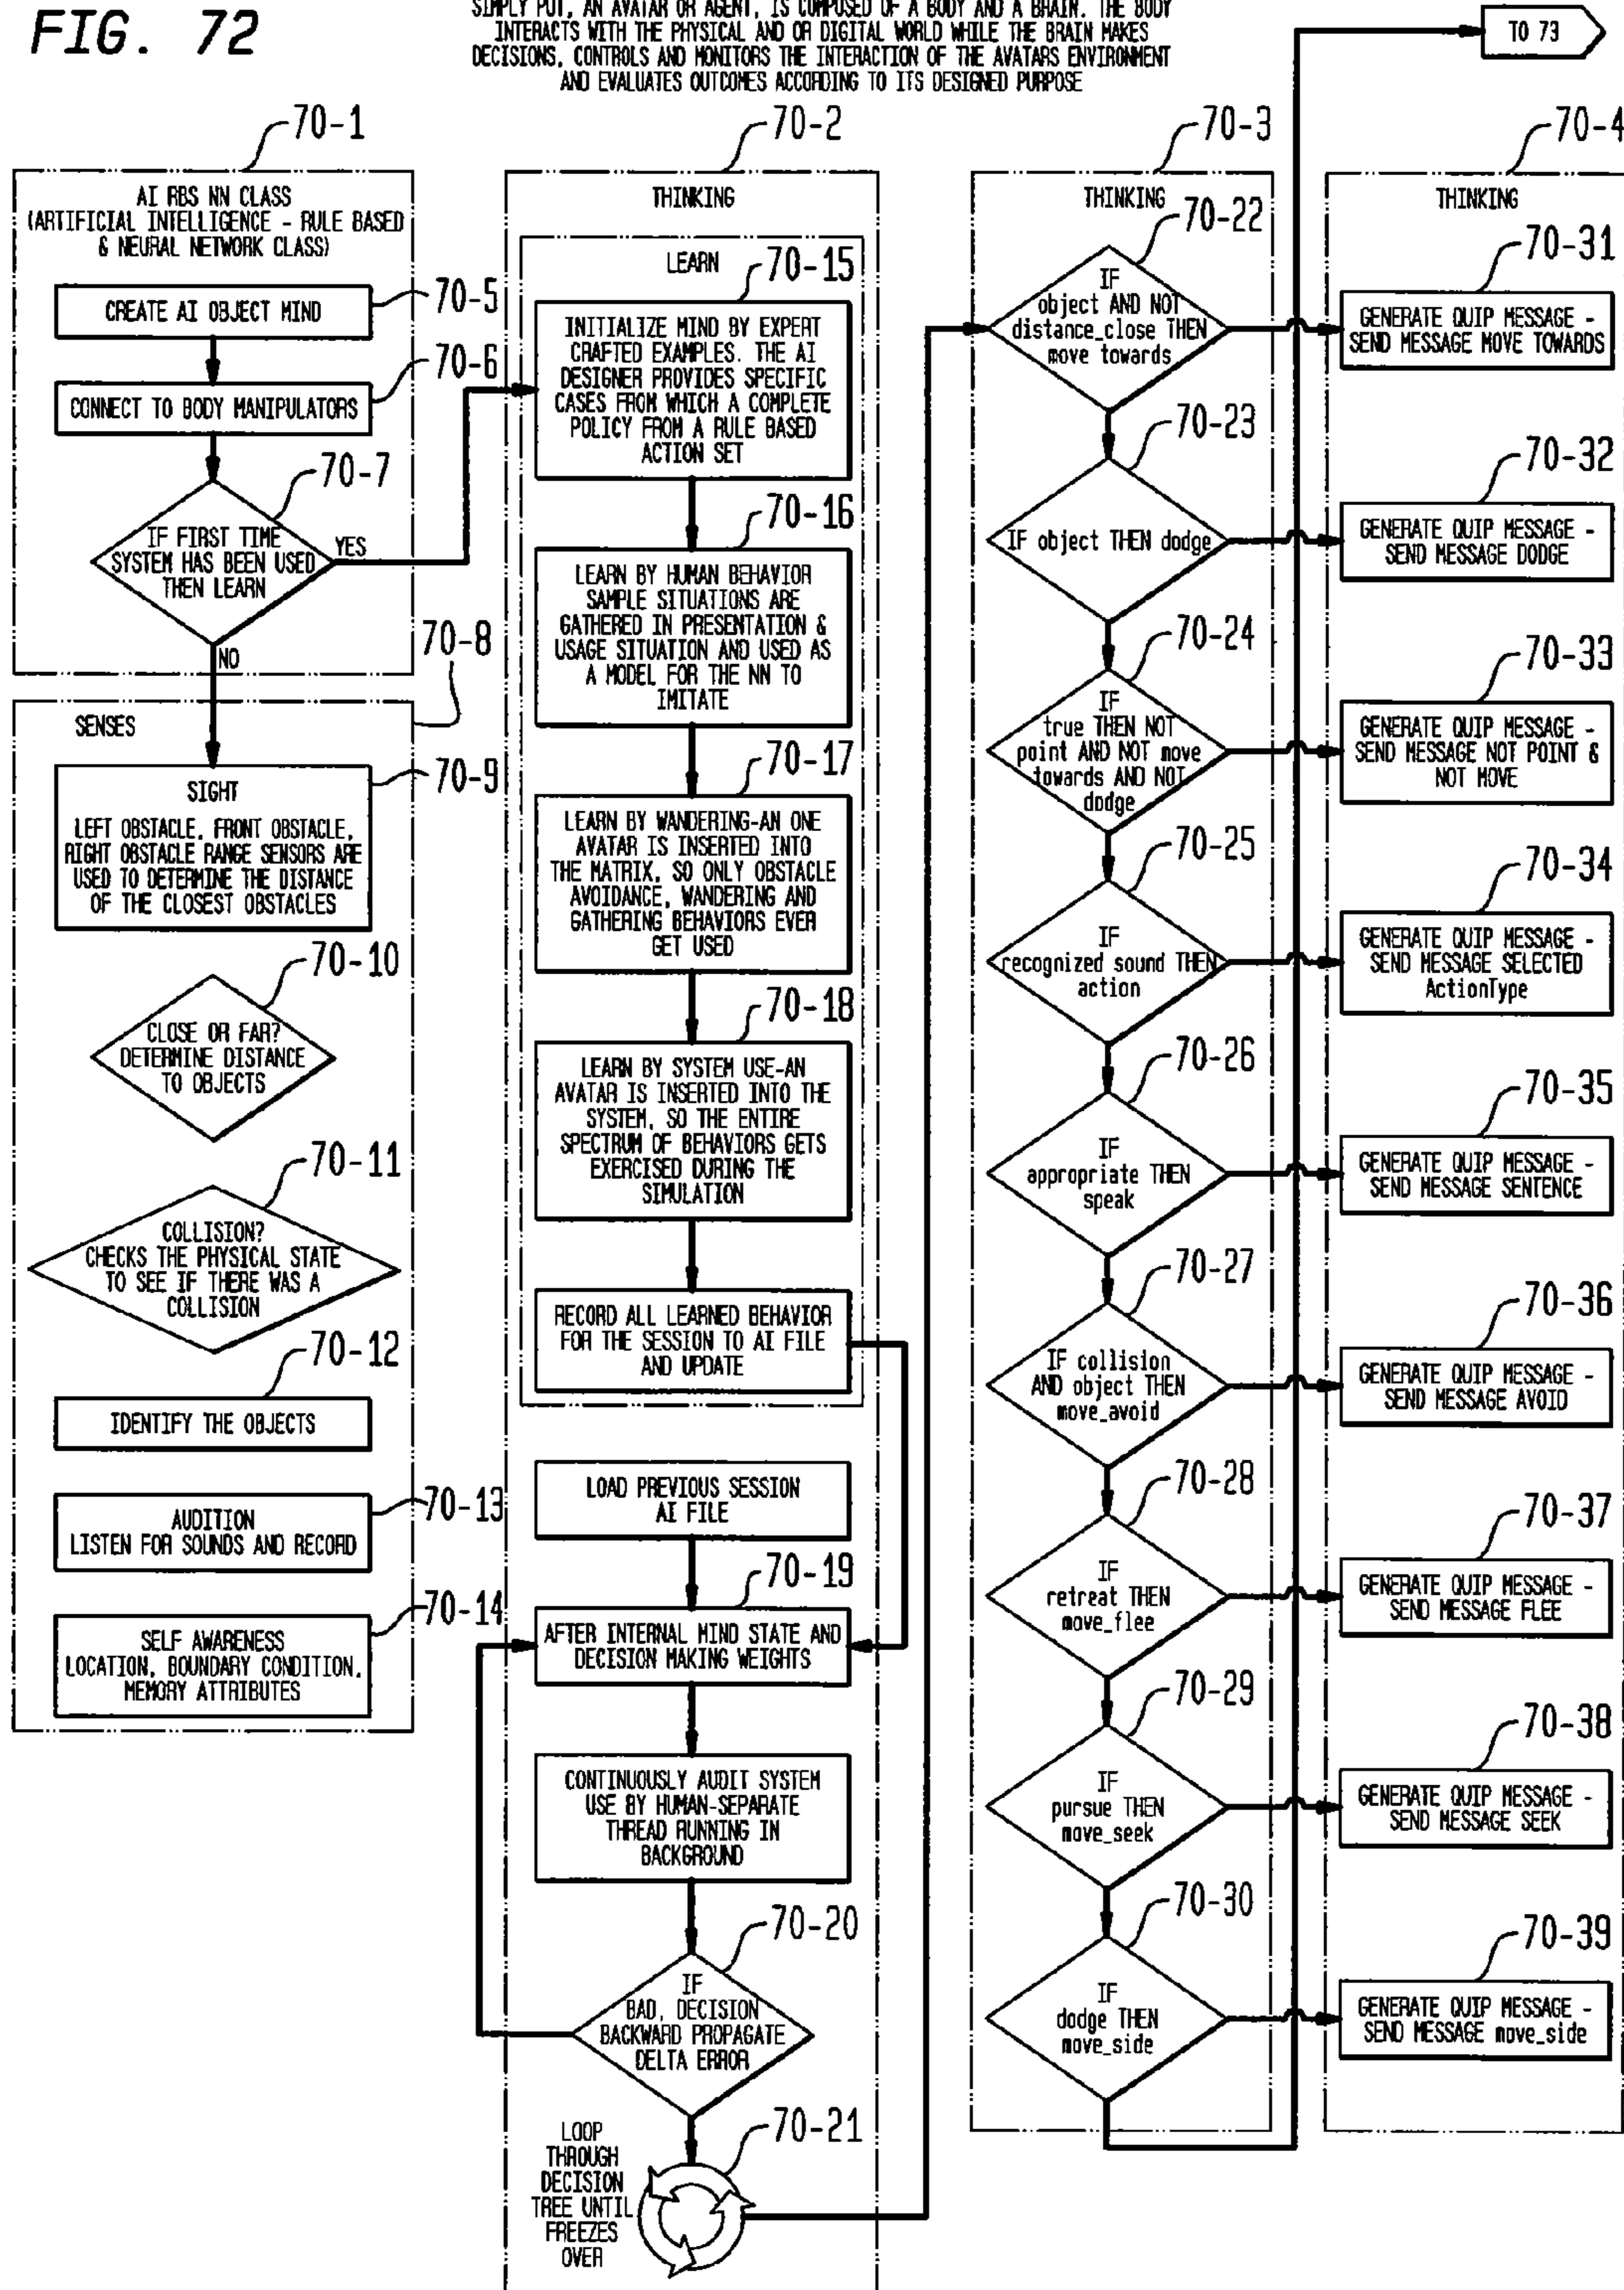 FIG. 72
SIMPLY PUT, AN AVATAR OR AGENT, IS COMPOSED OF A BODY AND A BRAIN. THE BODY
INTERACTS WITH THE PHYSICAL AND OR DIGITAL WORLD WHILE THE BRAIN MAKES
DECISIONS, CONTROLS AND MONITORS THE INTERACTION OF THE AVATARS ENVIRONMENT
AND EVALUATES OUTCOMES ACCORDING TO ITS DESIGNED PURPOSE
TO 73
70-1
AI RBS NN CLASS
(ARTIFICIAL INTELLIGENCE - RULE BASED
& NEURAL NETWORK CLASS)
CREATE AI OBJECT MIND
70-5
CONNECT TO BODY MANIPULATORS
70-6
70-7
IF FIRST TIME
SYSTEM HAS BEEN USED
THEN LEARN
YES
NO
70-8
SENSES
70-9
SIGHT
LEFT OBSTACLE, FRONT OBSTACLE,
RIGHT OBSTACLE RANGE SENSORS ARE
USED TO DETERMINE THE DISTANCE
OF THE CLOSEST OBSTACLES
70-10
CLOSE OR FAR?
DETERMINE DISTANCE
TO OBJECTS
70-11
COLLISION?
CHECKS THE PHYSICAL STATE
TO SEE IF THERE WAS A
COLLISION
70-12
IDENTIFY THE OBJECTS
70-13
AUDITION
LISTEN FOR SOUNDS AND RECORD
70-14
SELF AWARENESS
LOCATION, BOUNDARY CONDITION,
MEMORY ATTRIBUTES
70-2
THINKING
LEARN
70-15
INITIALIZE MIND BY EXPERT
CRAFTED EXAMPLES. THE AI
DESIGNER PROVIDES SPECIFIC
CASES FROM WHICH A COMPLETE
POLICY FROM A RULE BASED
ACTION SET
70-16
LEARN BY HUMAN BEHAVIOR
SAMPLE SITUATIONS ARE
GATHERED IN PRESENTATION &
USAGE SITUATION AND USED AS
A MODEL FOR THE NN TO
IMITATE
70-17
LEARN BY WANDERING-AN ONE
AVATAR IS INSERTED INTO
THE MATRIX, SO ONLY OBSTACLE
AVOIDANCE, WANDERING AND
GATHERING BEHAVIORS EVER
GET USED
70-18
LEARN BY SYSTEM USE-AN
AVATAR IS INSERTED INTO THE
SYSTEM, SO THE ENTIRE
SPECTRUM OF BEHAVIORS GETS
EXERCISED DURING THE
SIMULATION
RECORD ALL LEARNED BEHAVIOR
FOR THE SESSION TO AI FILE
AND UPDATE
LOAD PREVIOUS SESSION
AI FILE
70-19
AFTER INTERNAL MIND STATE AND
DECISION MAKING WEIGHTS
CONTINUOUSLY AUDIT SYSTEM
USE BY HUMAN-SEPARATE
THREAD RUNNING IN
BACKGROUND
70-20
IF
BAD, DECISION
BACKWARD PROPAGATE
DELTA ERROR
70-21
LOOP
THROUGH
DECISION
TREE UNTIL
FREEZES
OVER
70-3
THINKING
70-22
IF
object AND NOT
distance_close THEN
move towards
70-23
IF object THEN dodge
70-24
IF
true THEN NOT
point AND NOT move
towards AND NOT
dodge
70-25
IF
recognized sound THEN
action
70-26
IF
appropriate THEN
speak
70-27
IF collision
AND object THEN
move_avoid
70-28
IF
retreat THEN
move_flee
70-29
IF
pursue THEN
move_seek
70-30
IF
dodge THEN
move_side
70-4
THINKING
70-31
GENERATE QUIP MESSAGE -
SEND MESSAGE MOVE TOWARDS
70-32
GENERATE QUIP MESSAGE -
SEND MESSAGE DODGE
70-33
GENERATE QUIP MESSAGE -
SEND MESSAGE NOT POINT &
NOT MOVE
70-34
GENERATE QUIP MESSAGE -
SEND MESSAGE SELECTED
ActionType
70-35
GENERATE QUIP MESSAGE -
SEND MESSAGE SENTENCE
70-36
GENERATE QUIP MESSAGE -
SEND MESSAGE AVOID
70-37
GENERATE QUIP MESSAGE -
SEND MESSAGE FLEE
70-38
GENERATE QUIP MESSAGE -
SEND MESSAGE SEEK
70-39
GENERATE QUIP MESSAGE -
SEND MESSAGE move_side